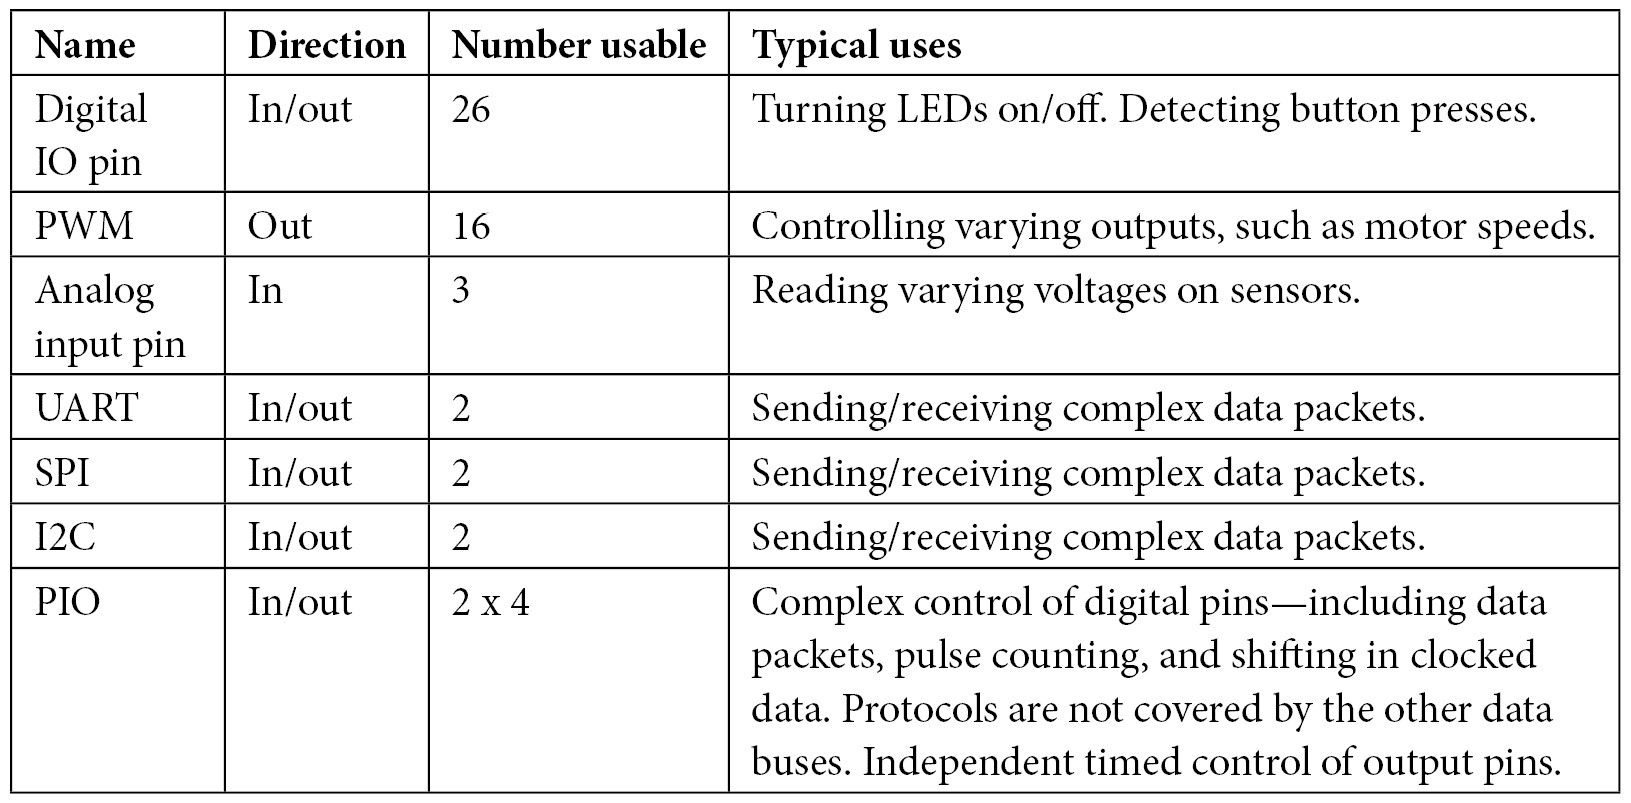 Name Direction Number usable Typical uses
Digital In/out 26 Turning LEDs on/off. Detecting button presses.
IO pin
PWM Out 16 Controlling varying outputs, such as motor speeds.
Analog In 3 Reading varying voltages on sensors.
input pin
UART In/out 2 Sending/receiving complex data packets.
SPI In/out 2 Sending/receiving complex data packets.
I2C In/out 2 Sending/receiving complex data packets.
PIO In/out 2 x 4 Complex control of digital pins—including data
packets, pulse counting, and shifting in clocked
data. Protocols are not covered by the other data
buses. Independent timed control of output pins.